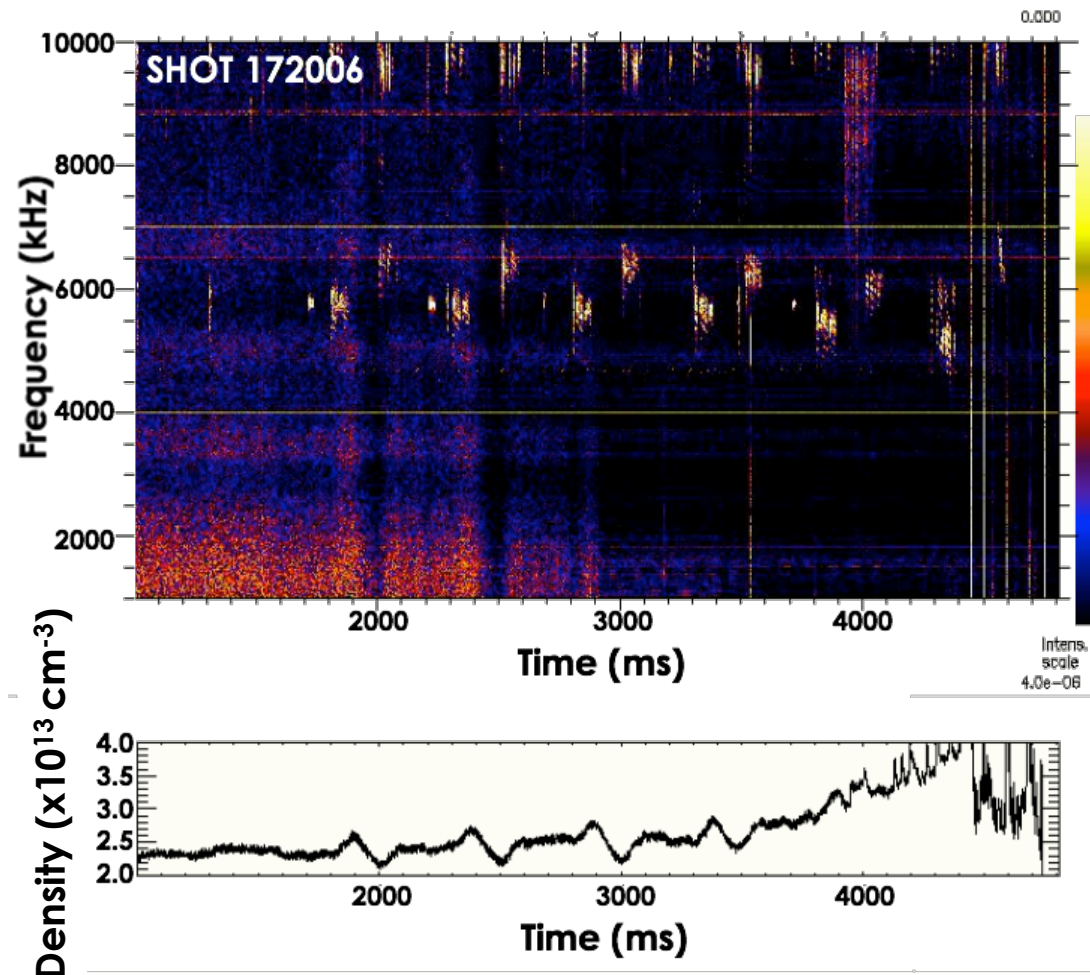 0.000
SHOT 172006
10000
8000
6000
4000
2000
Frequency (kHz)
2000 3000 4000
Time (ms)
Intens.
scale
4.0e-06
Density (x10¹³ cm⁻³)
4.0
3.5
3.0
2.5
2.0
2000 3000 4000
Time (ms)